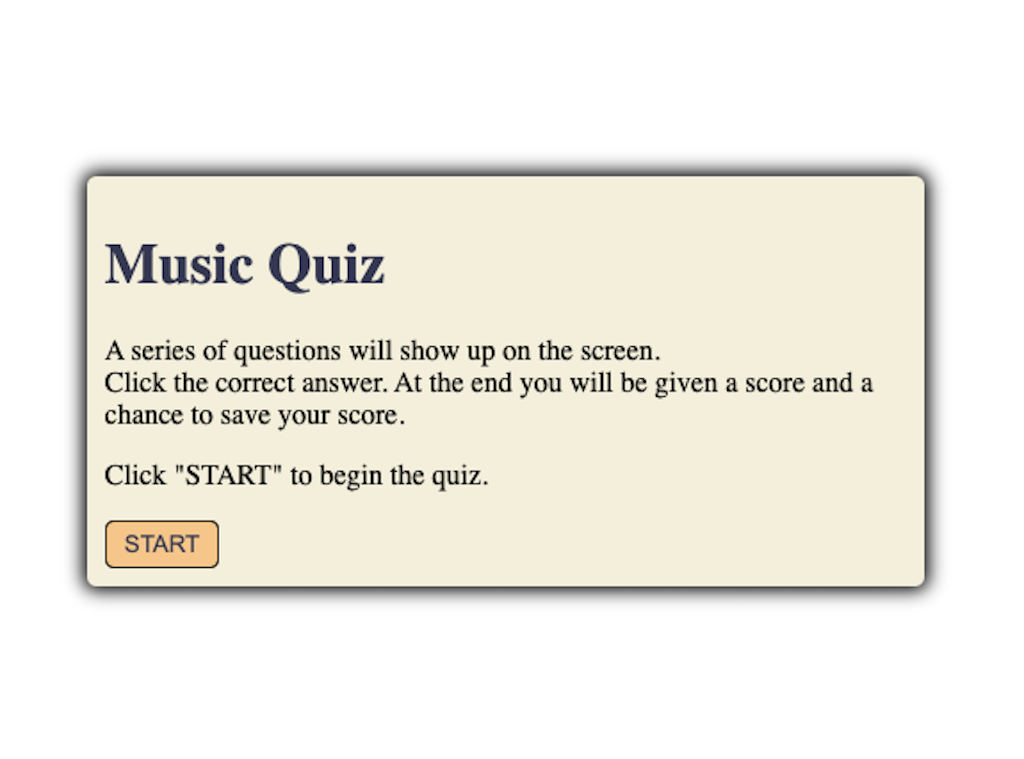 Music Quiz
A series of questions will show up on the screen.
Click the correct answer. At the end you will be given a score and a
chance to save your score.
Click "START" to begin the quiz.
START